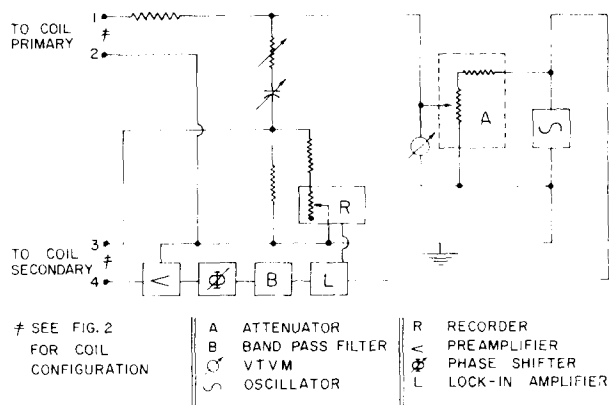 1
TO COIL
PRIMARY
≠
2
A
R
3
TO COIL
SECONDARY
≠
4
<
Φ
B
L
≠ SEE FIG. 2
FOR COIL
CONFIGURATION
A ATTENUATOR
B BAND PASS FILTER
VTVM
OSCILLATOR
R RECORDER
< PREAMPLIFIER
Φ PHASE SHIFTER
L LOCK-IN AMPLIFIER